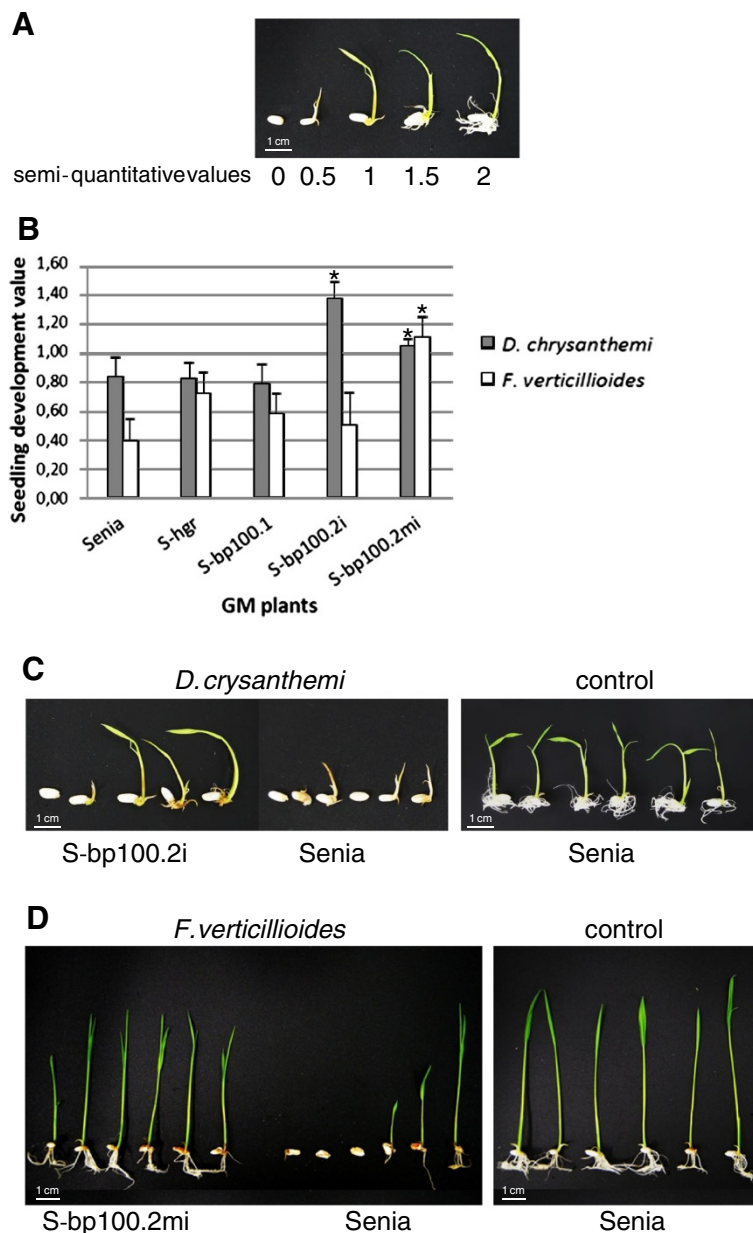 A
1 cm
semi-quantitativevalues 0 0.5 1 1.5 2
B
Seedling development value
1,60
1,40
1,20
1,00
0,80
0,60
0,40
0,20
0,00
* * *
Senia S-hgr S-bp100.1 S-bp100.2i S-bp100.2mi
GM plants
D. chrysanthemi
F. verticillioides
C
D.crysanthemi control
1 cm 1 cm
S-bp100.2i Senia Senia
D
F.verticillioides control
1 cm 1 cm
S-bp100.2mi Senia Senia